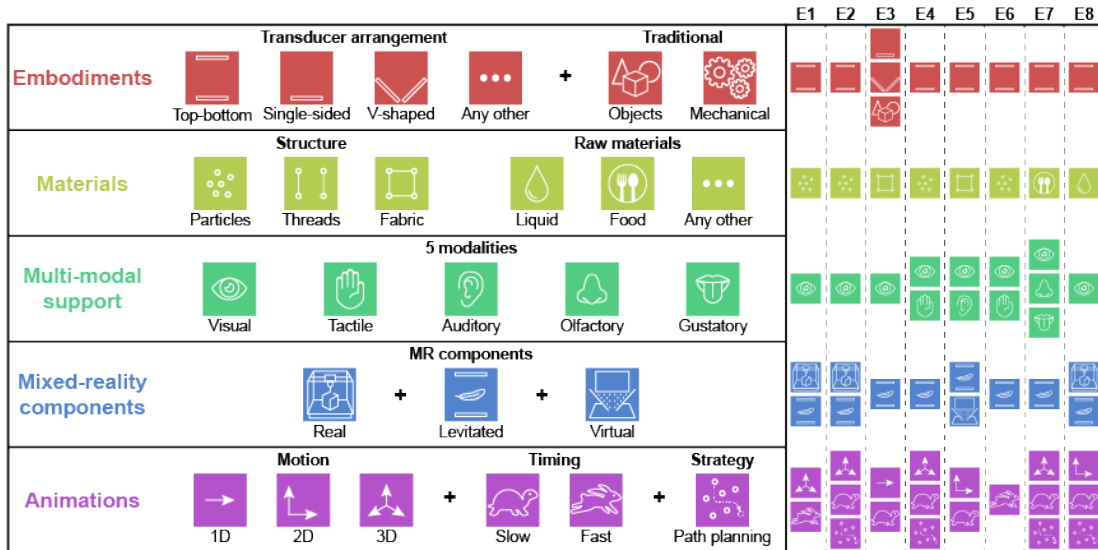 E1 E2 E3 E4 E5 E6 E7 E8
Transducer arrangement Traditional
Embodiments
+
Top-bottom Single-sided V-shaped Any other Objects Mechanical
Structure Raw materials
Materials
Particles Threads Fabric Liquid Food Any other
5 modalities
Multi-modal
support
Visual Tactile Auditory Olfactory Gustatory
MR components
Mixed-reality
components
+ +
Real Levitated Virtual
Motion Timing Strategy
Animations
+ +
1D 2D 3D Slow Fast Path planning